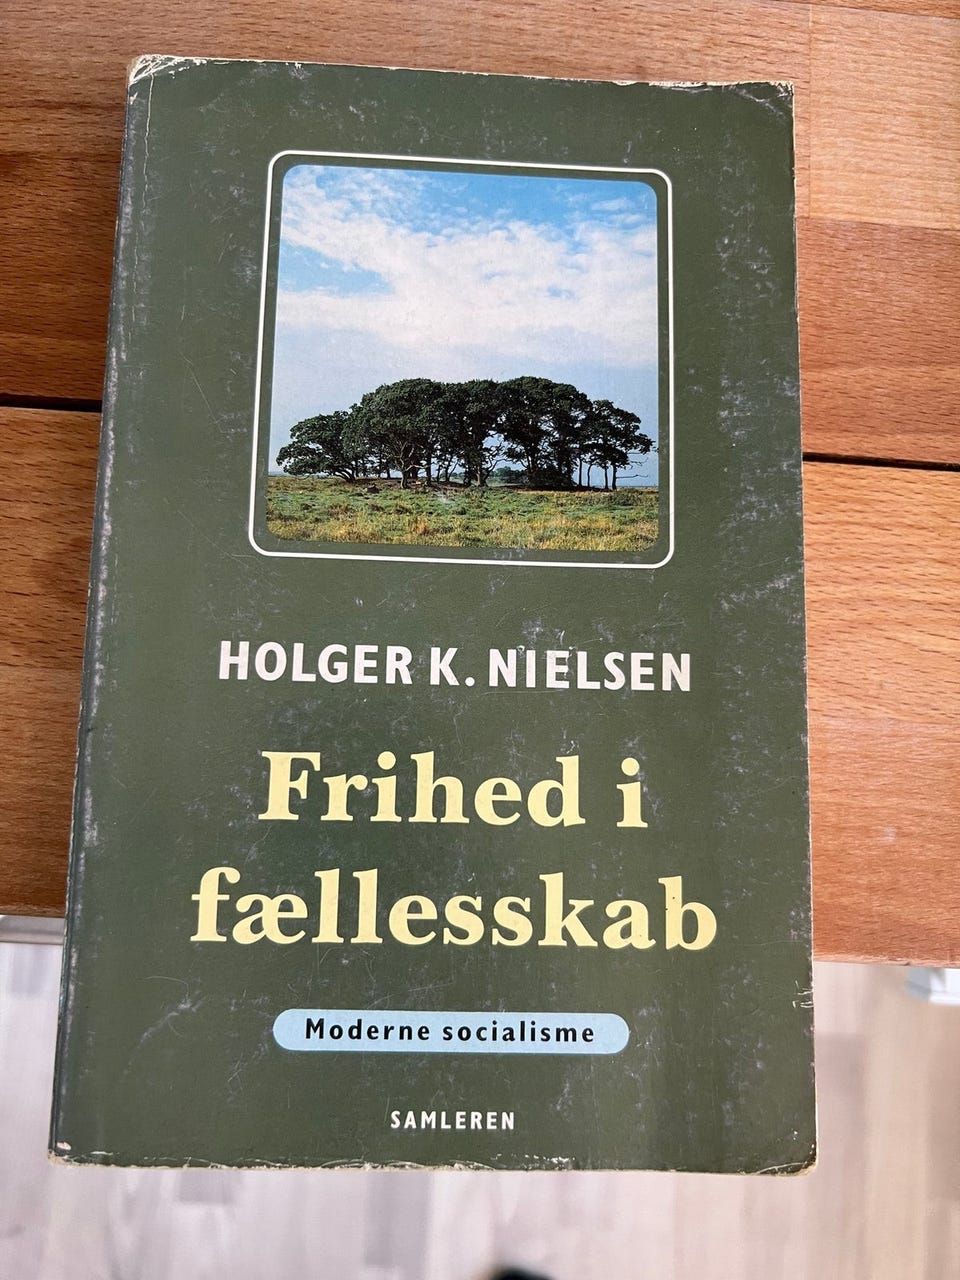 HOLGER K. NIELSEN
Frihed i
fællesskab
Moderne socialisme
SAMLEREN